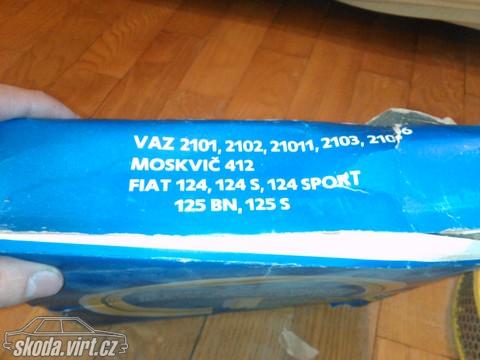 VAZ 2101, 2102, 21011, 2103, 2106
MOSKVIČ 412
FIAT 124, 124 S, 124 SPORT
125 BN, 125 S
skoda.virt.cz